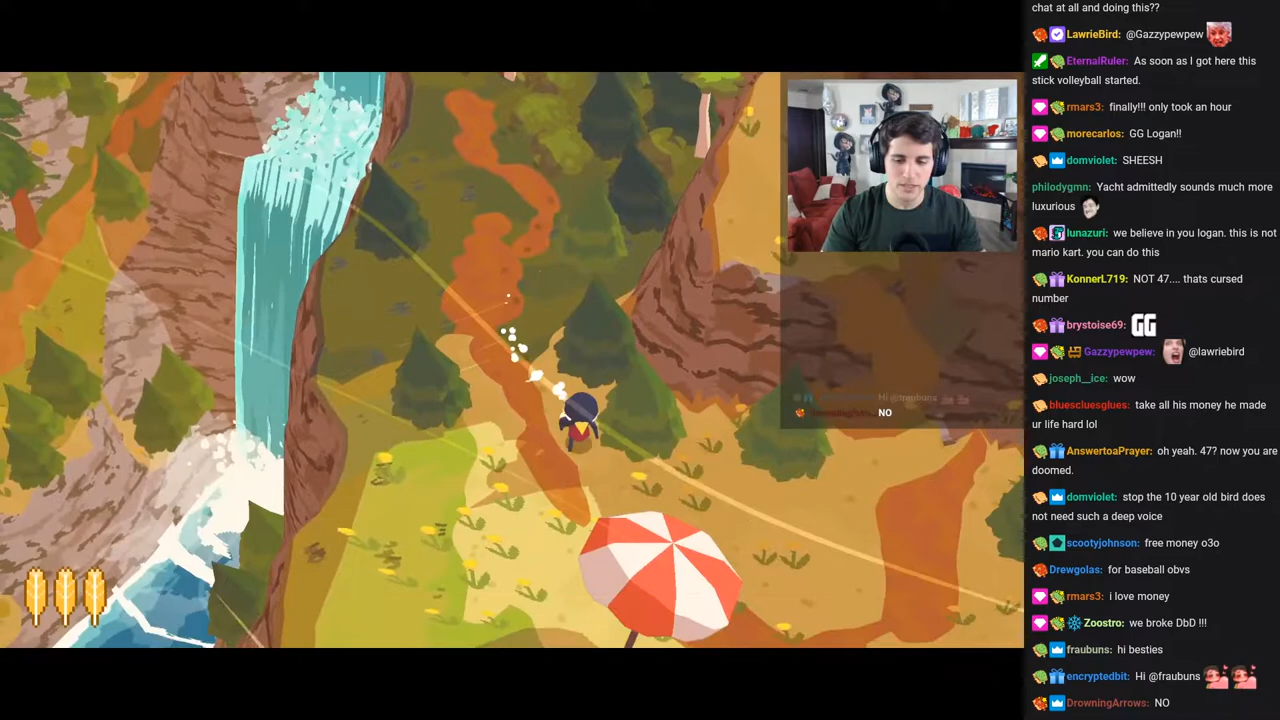 chat at all and doing this??
LawrieBird: @Gazzypewpew
EternalRuler: As soon as I got here this
stick volleyball started.
rmars3: finally!!! only took an hour
morecarlos: GG Logan!!
domviolet: SHEESH
philodygmn: Yacht admittedly sounds much more
luxurious
lunazuri: we believe in you logan. this is not
mario kart. you can do this
KonnerL719: NOT 47.... thats cursed
number
brystoise69: GG
Gazzypewpew: @lawriebird
joseph__ice: wow
bluescluesglues: take all his money he made
ur life hard lol
AnswertoaPrayer: oh yeah. 47? now you are
doomed.
domviolet: stop the 10 year old bird does
not need such a deep voice
scootyjohnson: free money o3o
Drewgolas: for baseball obvs
rmars3: i love money
Zoostro: we broke DbD !!!
fraubuns: hi besties
encryptedbit: Hi @fraubuns
DrowningArrows: NO
Hi @fraubuns
NO